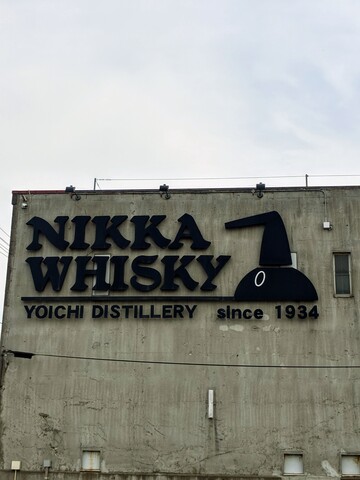 NIKKA
WHISKY
YOICHI DISTILLERY since 1934